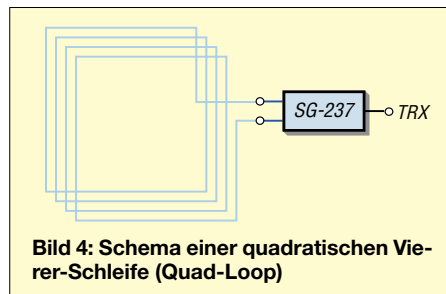 SG-237
TRX
Bild 4: Schema einer quadratischen Vie-
rer-Schleife (Quad-Loop)